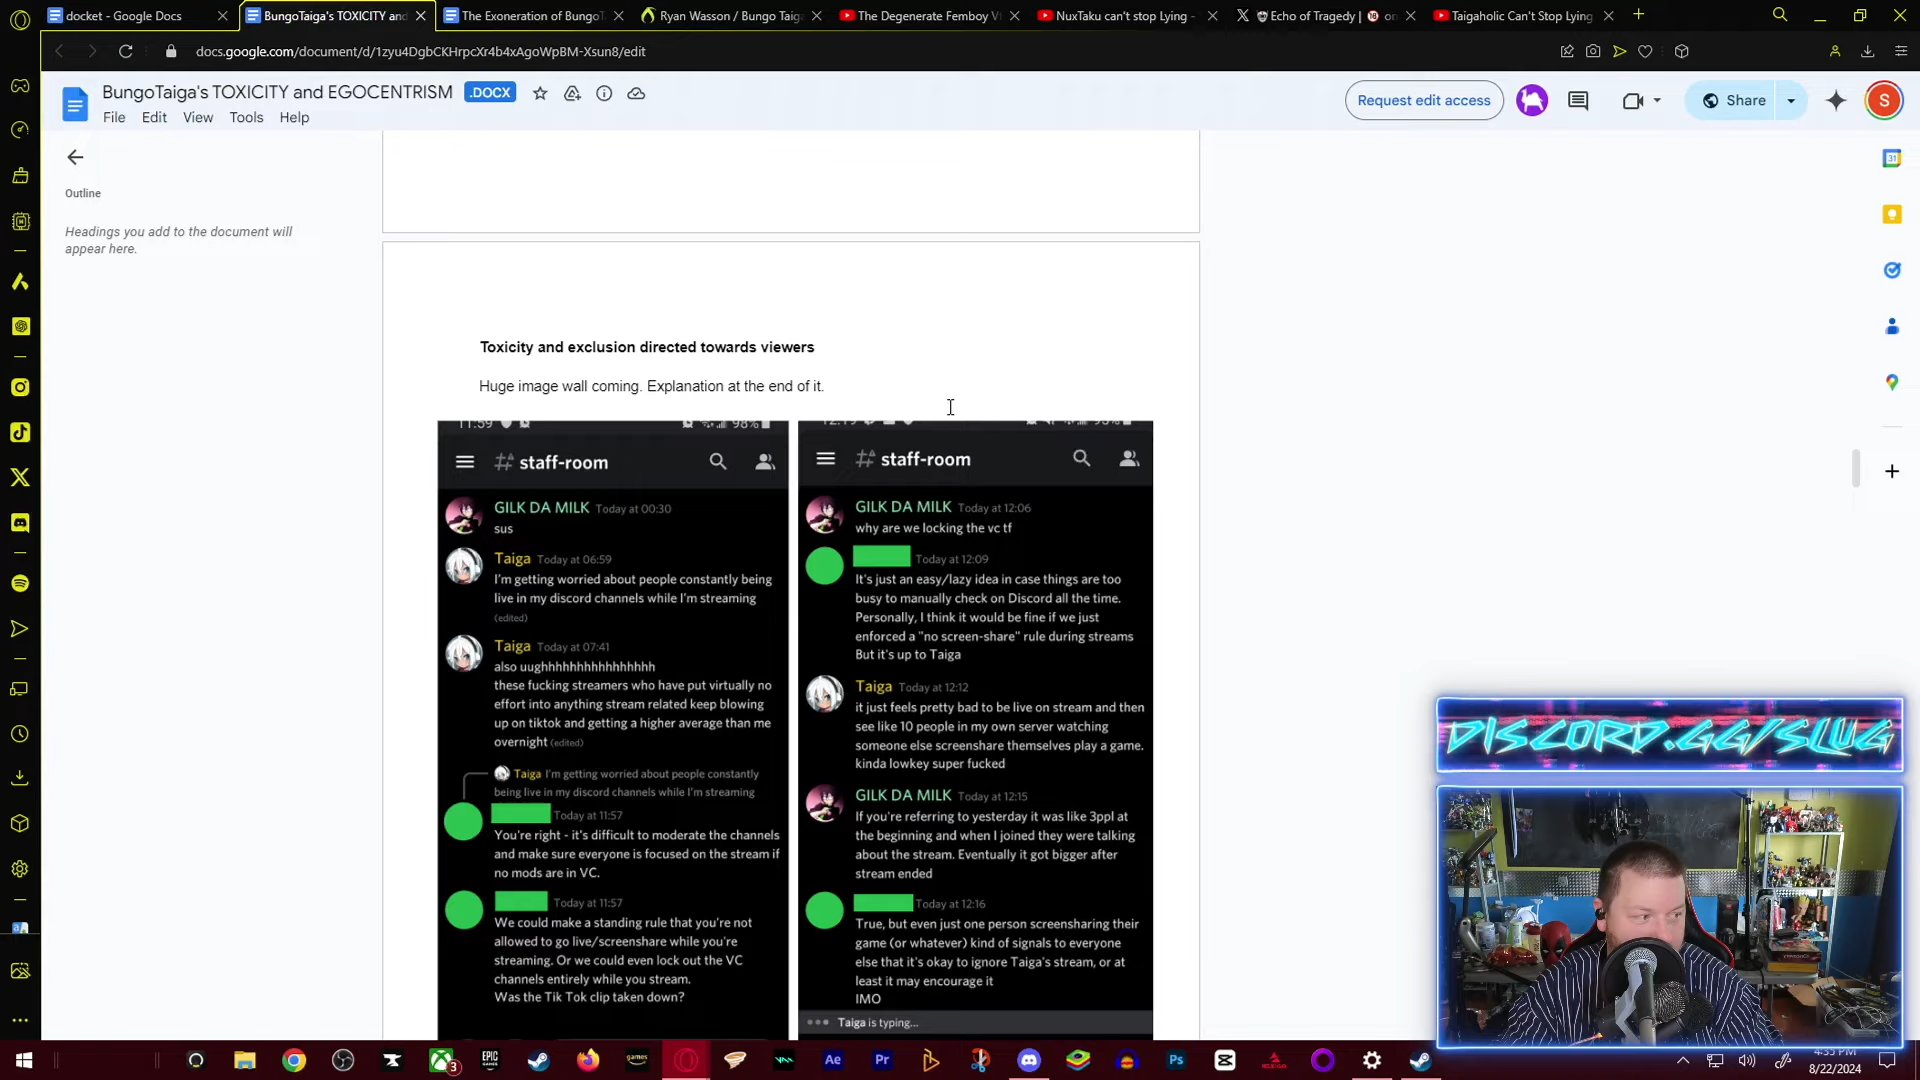 docket - Google Docs
BungoTaiga's TOXICITY and
The Exoneration of BungoT
Ryan Wasson / Bungo Taiga
The Degenerate Femboy V
NuxTaku can't stop Lying -
Echo of Tragedy | 🔞 on
Taigaholic Can't Stop Lying
docs.google.com/document/d/1zyu4DgbCKHrpcXr4b4xAgoWpBM-Xsun8/edit
BungoTaiga's TOXICITY and EGOCENTRISM
.DOCX
File Edit View Tools Help
Request edit access
Share
S
Outline
Headings you add to the document will
appear here.
Toxicity and exclusion directed towards viewers
Huge image wall coming. Explanation at the end of it.
11:59
98%
staff-room
GILK DA MILK Today at 00:30
sus
Taiga Today at 06:59
I'm getting worried about people constantly being
live in my discord channels while I'm streaming
(edited)
Taiga Today at 07:41
also uughhhhhhhhhhhhhhhh
these fucking streamers who have put virtually no
effort into anything stream related keep blowing
up on tiktok and getting a higher average than me
overnight (edited)
Taiga I'm getting worried about people constantly
being live in my discord channels while I'm streaming
Today at 11:57
You're right - it's difficult to moderate the channels
and make sure everyone is focused on the stream if
no mods are in VC.
Today at 11:57
We could make a standing rule that you're not
allowed to go live/screenshare while you're
streaming. Or we could even lock out the VC
channels entirely while you stream.
Was the Tik Tok clip taken down?
staff-room
GILK DA MILK Today at 12:06
why are we locking the vc tf
Today at 12:09
It's just an easy/lazy idea in case things are too
busy to manually check on Discord all the time.
Personally, I think it would be fine if we just
enforced a "no screen-share" rule during streams
But it's up to Taiga
Taiga Today at 12:12
it just feels pretty bad to be live on stream and then
see like 10 people in my own server watching
someone else screenshare themselves play a game.
kinda lowkey super fucked
GILK DA MILK Today at 12:15
If you're referring to yesterday it was like 3ppl at
the beginning and when I joined they were talking
about the stream. Eventually it got bigger after
stream ended
Today at 12:16
True, but even just one person screensharing their
game (or whatever) kind of signals to everyone
else that it's okay to ignore Taiga's stream, or at
least it may encourage it
IMO
Taiga is typing...
DISCORD.GG/SLUG
4:35 PM
8/22/2024